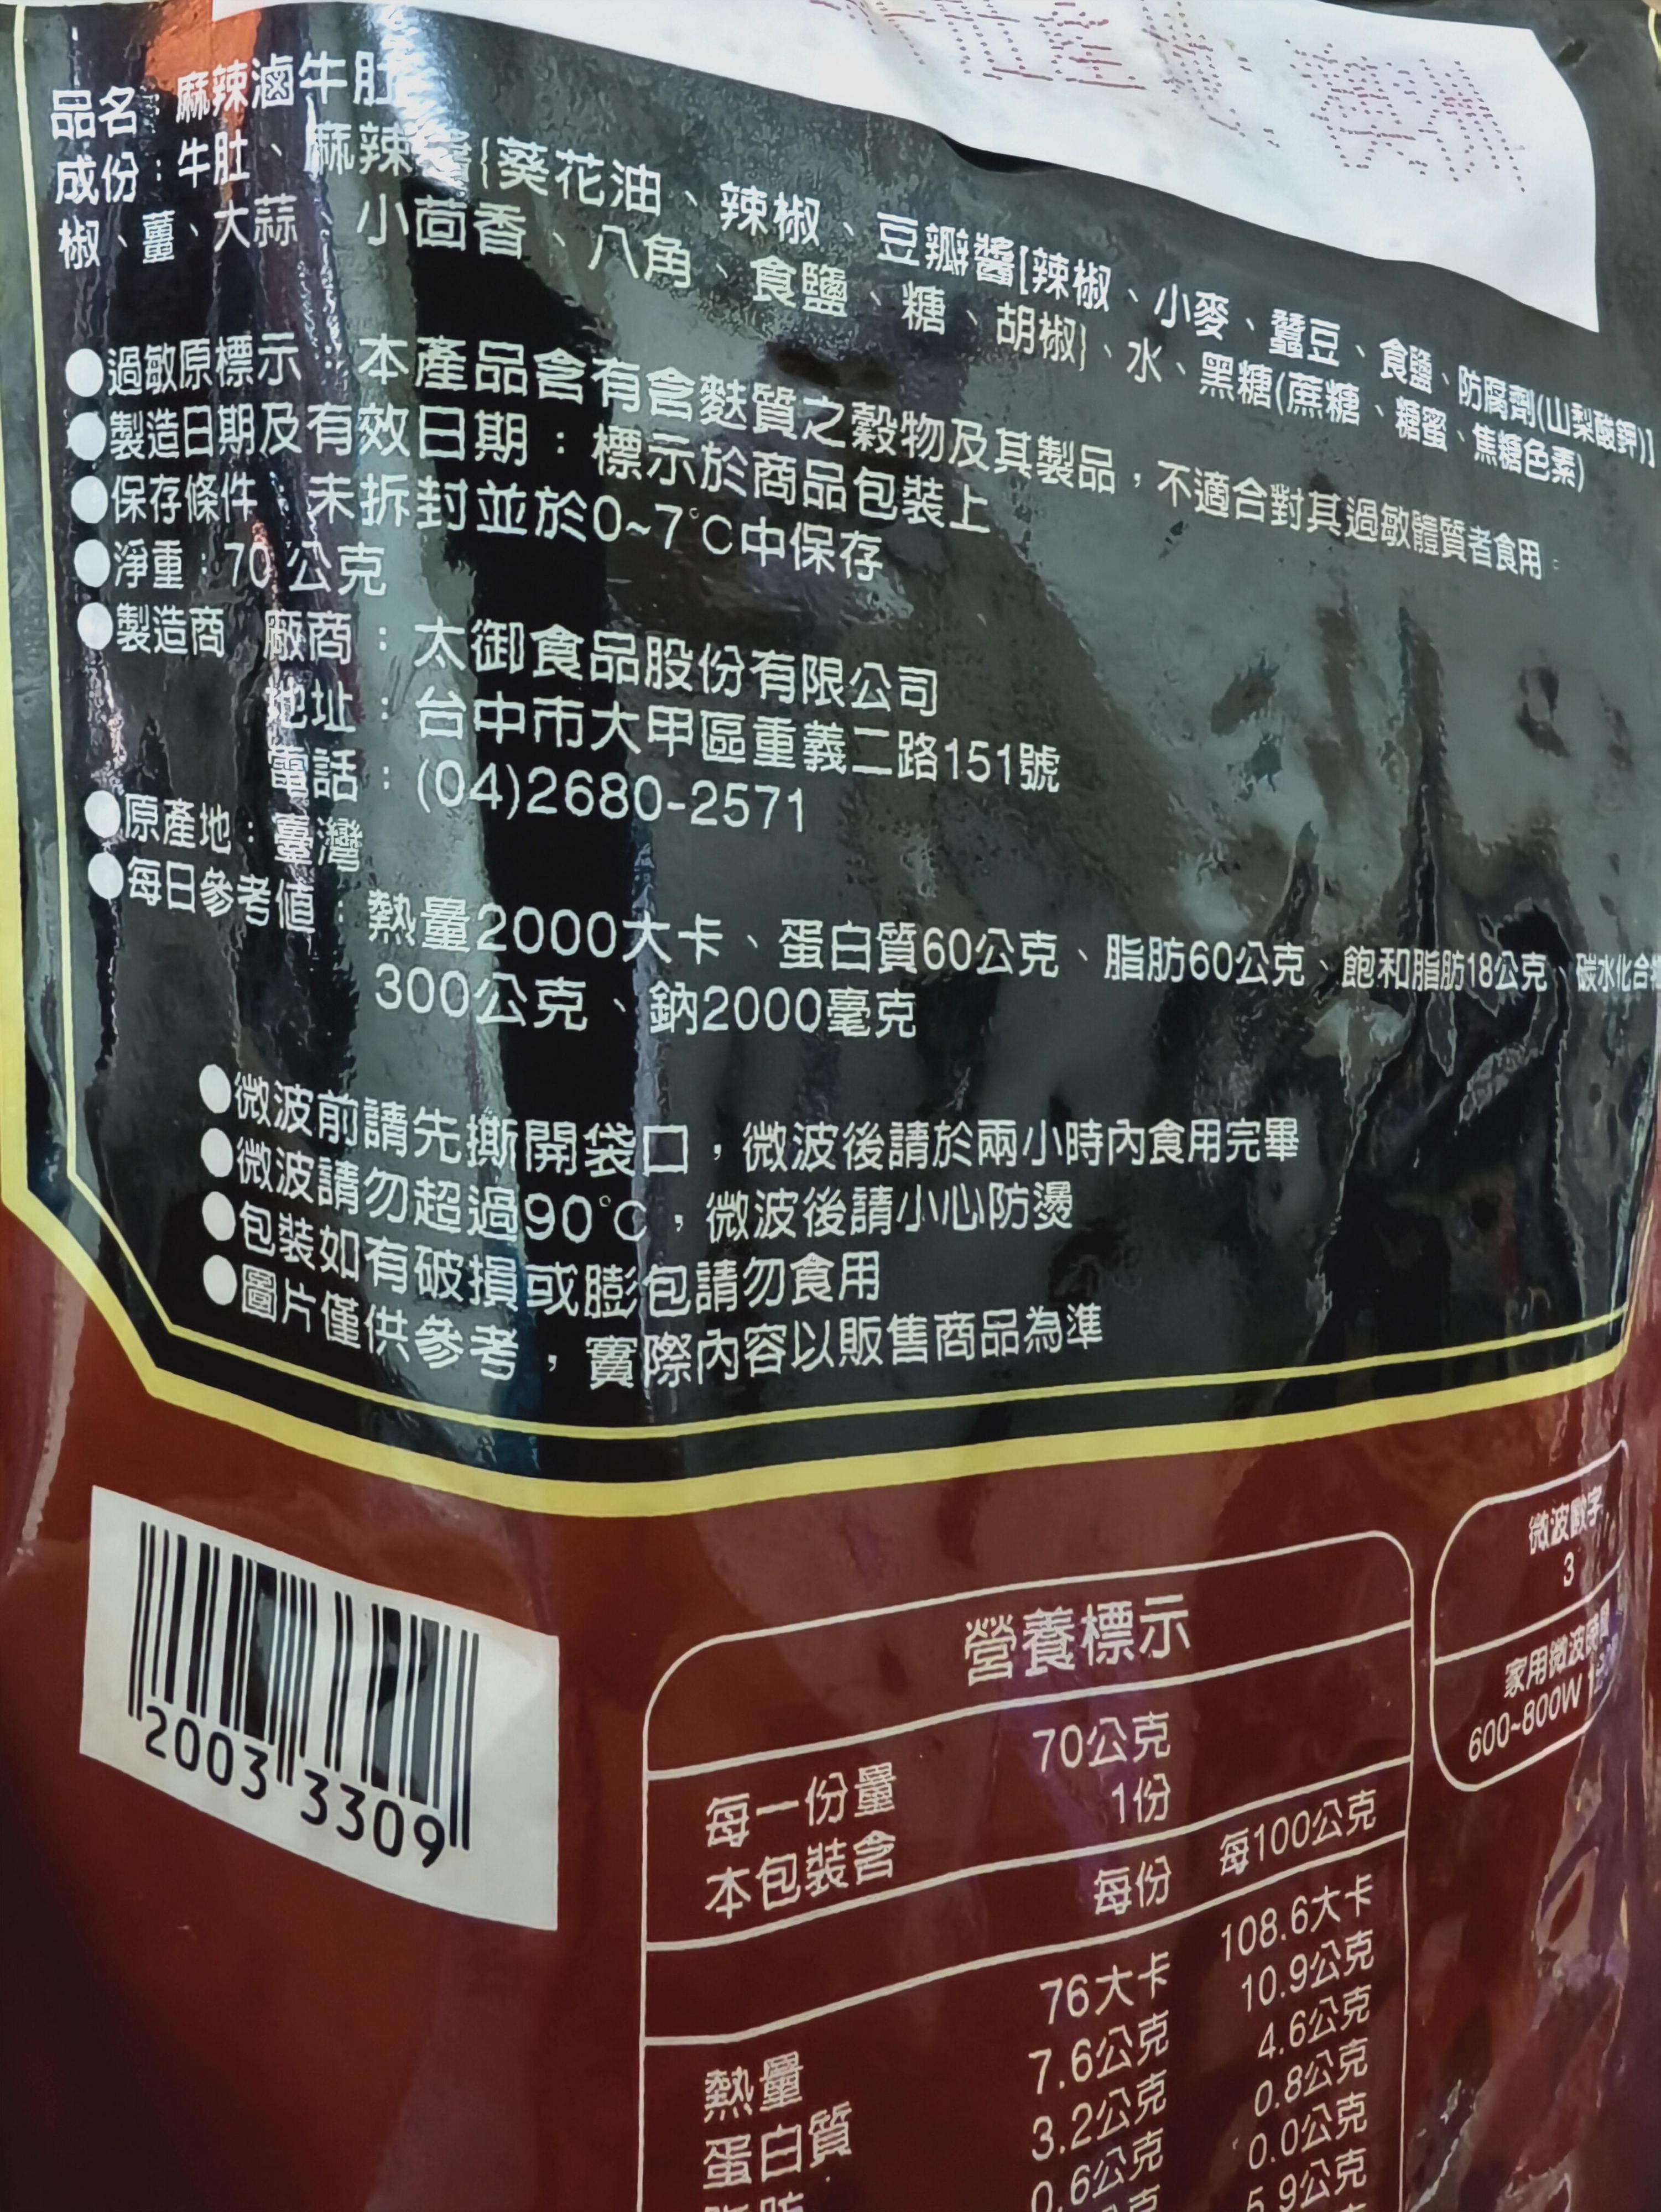 品名：麻辣滷牛肚
成份：牛肚、麻辣醬{葵花油、辣椒、豆瓣醬[辣椒、小麥、蠶豆、食鹽、防腐劑(山梨酸鉀)]
椒、薑、大蒜、小茴香、八角、食鹽、糖、胡椒}、水、黑糖(蔗糖、糖蜜、焦糖色素)
●過敏原標示：本產品含有含麩質之穀物及其製品，不適合對其過敏體質者食用。
●製造日期及有效日期：標示於商品包裝上
●保存條件：未拆封並於0~7℃中保存
●淨重：70公克
●製造商 廠商：太御食品股份有限公司
地址：台中市大甲區重義二路151號
電話：(04)2680-2571
●原產地：臺灣
●每日參考值：熱量2000大卡、蛋白質60公克、脂肪60公克、飽和脂肪18公克、碳水化合物
300公克、鈉2000毫克
●微波前請先撕開袋口，微波後請於兩小時內食用完畢
●微波請勿超過90℃，微波後請小心防燙
●包裝如有破損或膨包請勿食用
●圖片僅供參考，實際內容以販售商品為準
2003 3309
微波數字
3
家用微波時間
600~800W
營養標示
每一份量 70公克
本包裝含 1份
每份 每100公克
熱量 76大卡 108.6大卡
蛋白質 7.6公克 10.9公克
脂肪 3.2公克 4.6公克
0.6公克 0.8公克
0.0公克
5.9公克